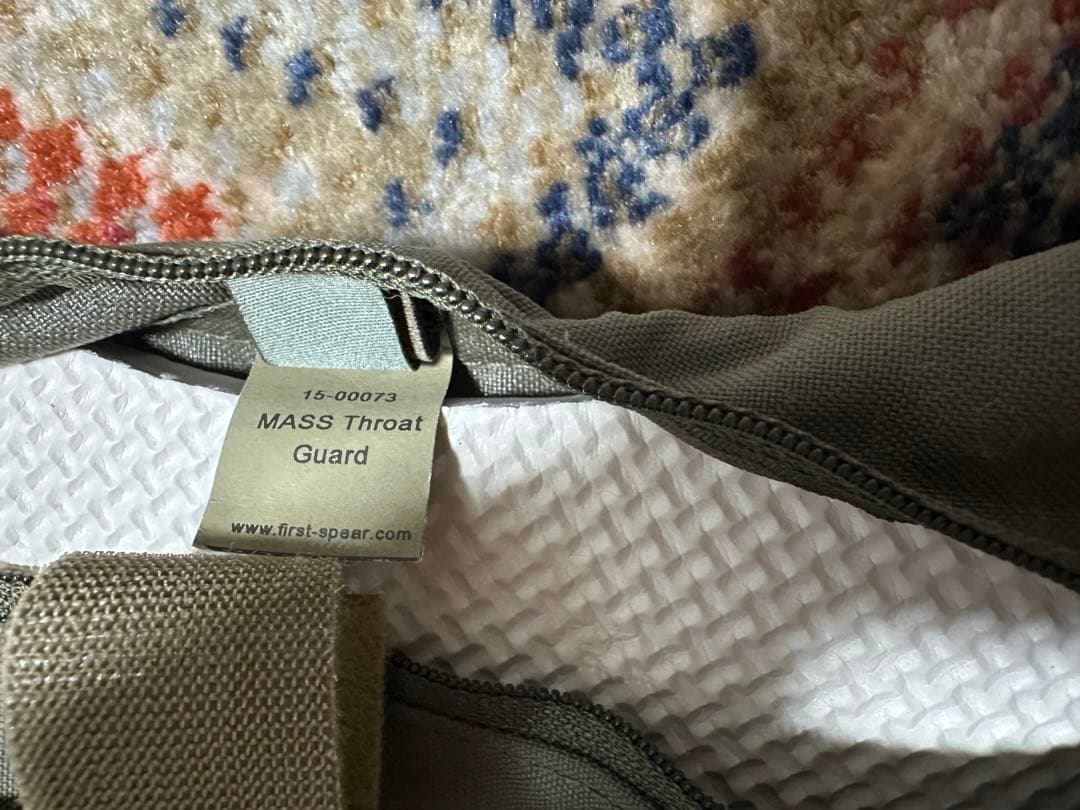 15-00073
MASS Throat
Guard
www.first-spear.com